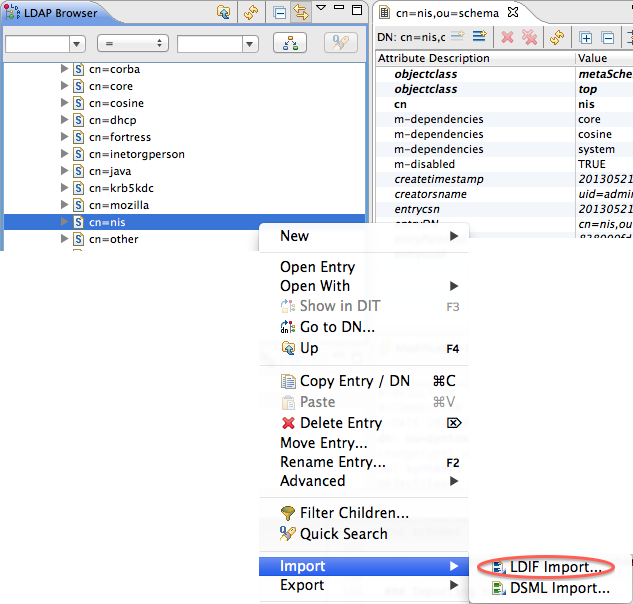 LDAP Browser
=
cn=corba
cn=core
cn=cosine
cn=dhcp
cn=fortress
cn=inetorgperson
cn=java
cn=krb5kdc
cn=mozilla
cn=nis
cn=other
cn=nis,ou=schema
DN: cn=nis,c
Attribute Description Value
objectclass metaSche
objectclass top
cn nis
m-dependencies core
m-dependencies cosine
m-dependencies system
m-disabled TRUE
createtimestamp 20130521
creatorsname uid=admin
entrycsn 20130521
cn=nis,ou
New
Open Entry
Open With
Show in DIT F3
Go to DN...
Up F4
Copy Entry / DN ⌘C
Paste ⌘V
Delete Entry ⌦
Move Entry...
Rename Entry... F2
Advanced
Filter Children...
Quick Search
Import
Export
LDIF Import...
DSML Import...